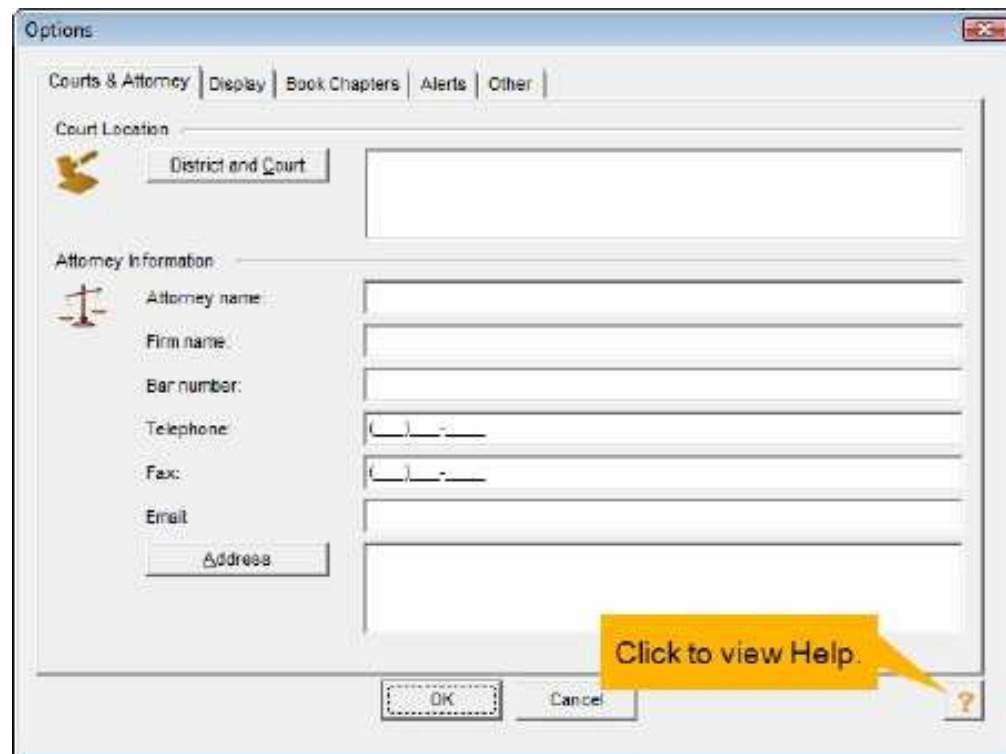 Options
Courts & Attorney Display Book Chapters Alerts Other
Court Location
District and Court
Attorney Information
Attorney name
Firm name:
Bar number:
Telephone (___)___-____
Fax: (___)___-____
Email
Address
Click to view Help.
OK Cancel ?